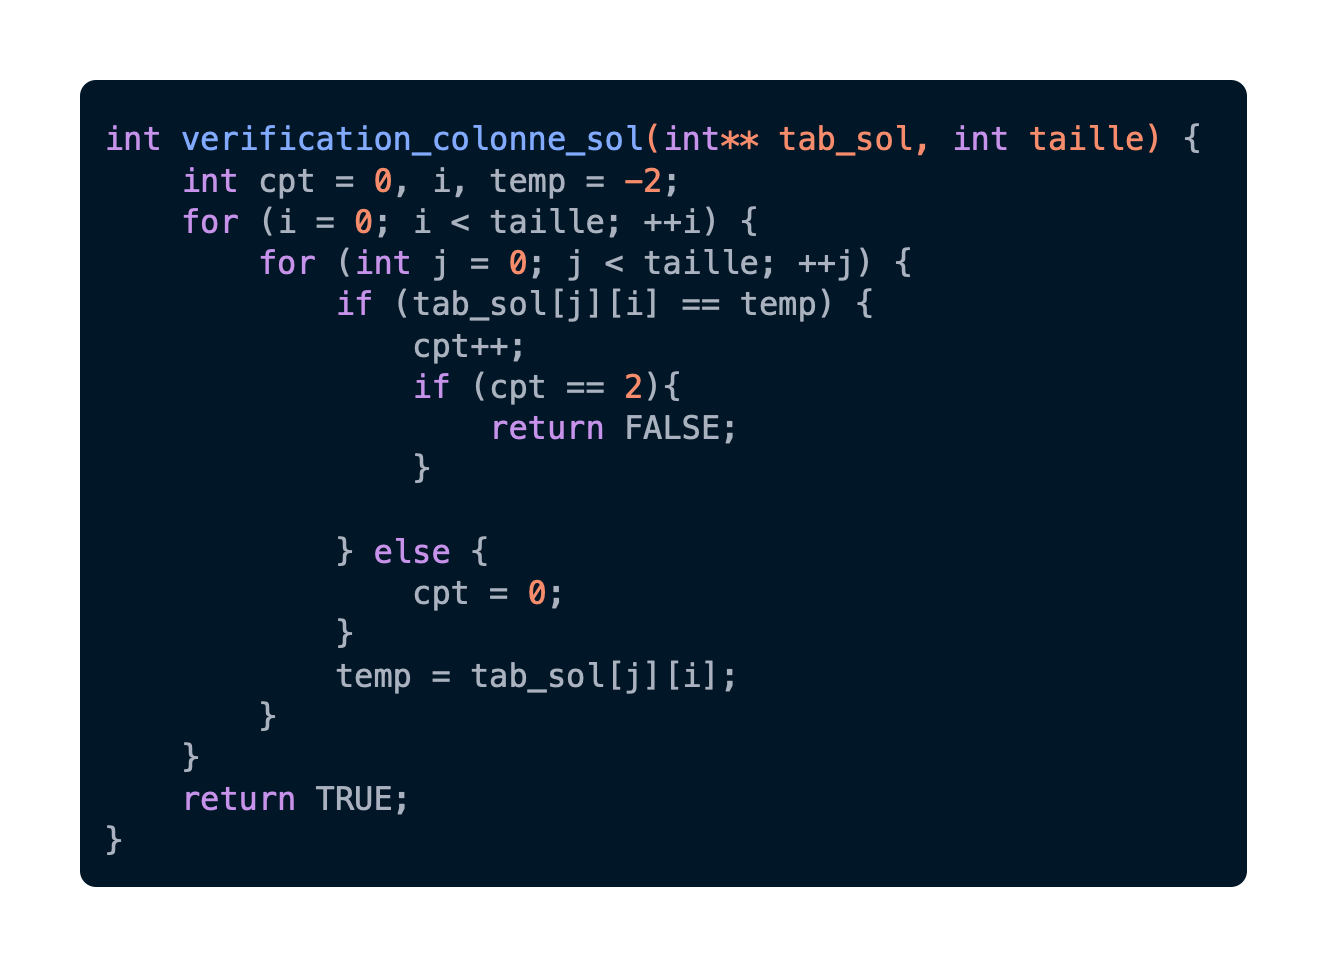 int verification_colonne_sol(int** tab_sol, int taille) {
    int cpt = 0, i, temp = -2;
    for (i = 0; i < taille; ++i) {
        for (int j = 0; j < taille; ++j) {
            if (tab_sol[j][i] == temp) {
                cpt++;
                if (cpt == 2){
                    return FALSE;
                }

            } else {
                cpt = 0;
            }
            temp = tab_sol[j][i];
        }
    }
    return TRUE;
}